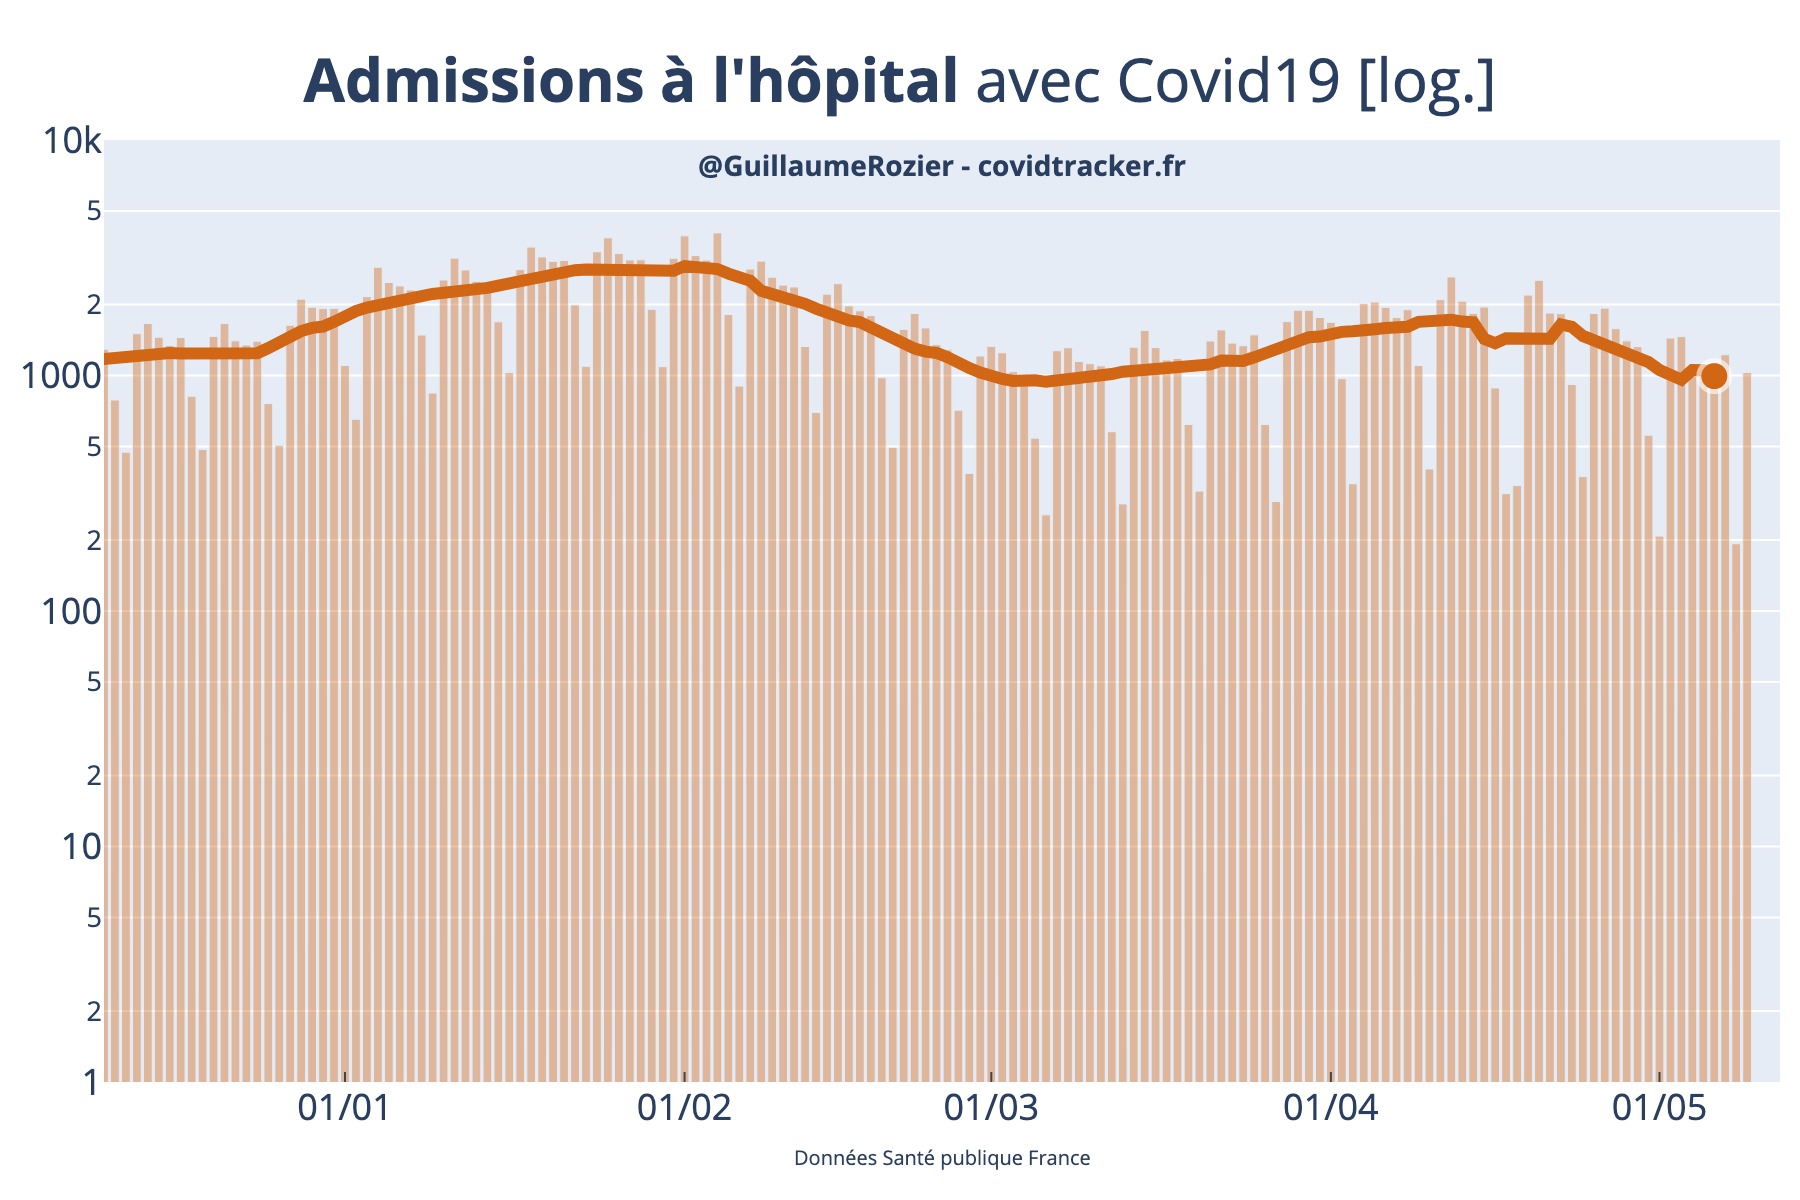 Admissions à l'hôpital avec Covid19 [log.]
@GuillaumeRozier - covidtracker.fr
10k
5
2
1000
5
2
100
5
2
10
5
2
1
01/01 01/02 01/03 01/04 01/05
Données Santé publique France